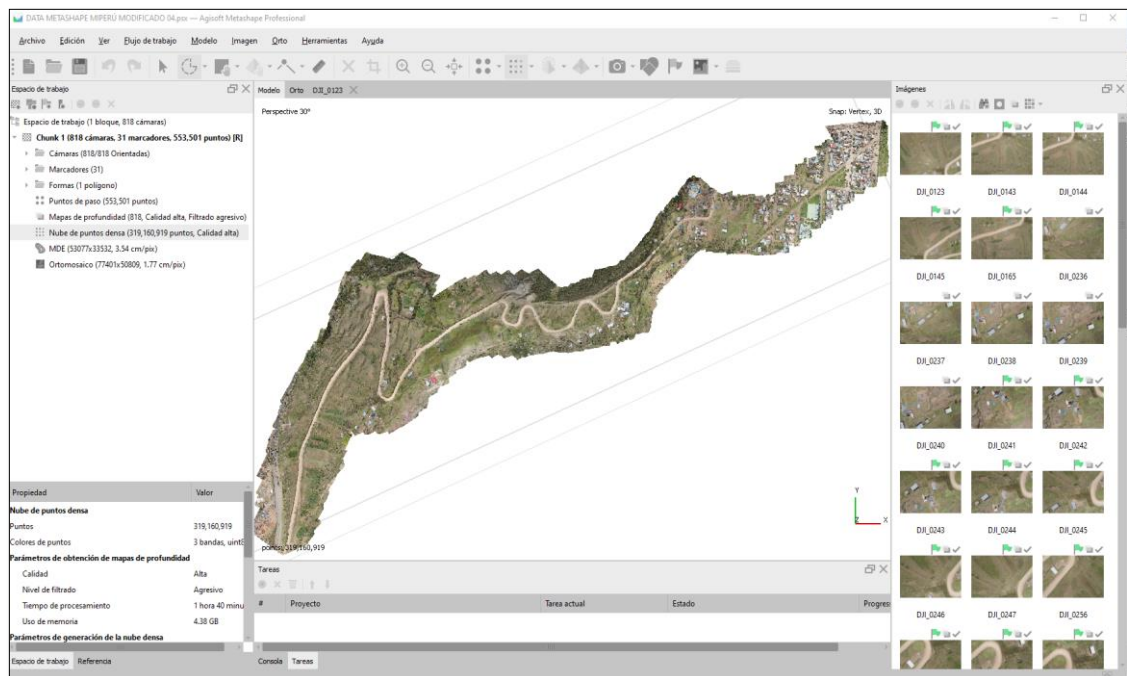 DATA METASHAPE MIPERÚ MODIFICADO 04.psx — Agisoft Metashape Professional
Archivo Edición Ver Flujo de trabajo Modelo Imagen Orto Herramientas Ayuda
Espacio de trabajo
Espacio de trabajo (1 bloque, 818 cámaras)
Chunk 1 (818 cámaras, 31 marcadores, 553,501 puntos) [R]
Cámaras (818/818 Orientadas)
Marcadores (31)
Formas (1 polígono)
Puntos de paso (553,501 puntos)
Mapas de profundidad (818, Calidad alta, Filtrado agresivo)
Nube de puntos densa (319,160,919 puntos, Calidad alta)
MDE (53077x33532, 3.54 cm/pix)
Ortomosaico (77401x50809, 1.77 cm/pix)
Propiedad Valor
Nube de puntos densa
Puntos 319,160,919
Colores de puntos 3 bandas, uint8
Parámetros de obtención de mapas de profundidad
Calidad Alta
Nivel de filtrado Agresivo
Tiempo de procesamiento 1 hora 40 minu
Uso de memoria 4.38 GB
Parámetros de generación de la nube densa
Espacio de trabajo Referencia
Modelo Orto DJI_0123
Perspective 30°
Snap: Vertex, 3D
Y
Z X
points: 319,160,919
Tareas
# Proyecto Tarea actual Estado Progres
Consola Tareas
Imágenes
DJI_0123 DJI_0143 DJI_0144
DJI_0145 DJI_0165 DJI_0236
DJI_0237 DJI_0238 DJI_0239
DJI_0240 DJI_0241 DJI_0242
DJI_0243 DJI_0244 DJI_0245
DJI_0246 DJI_0247 DJI_0256